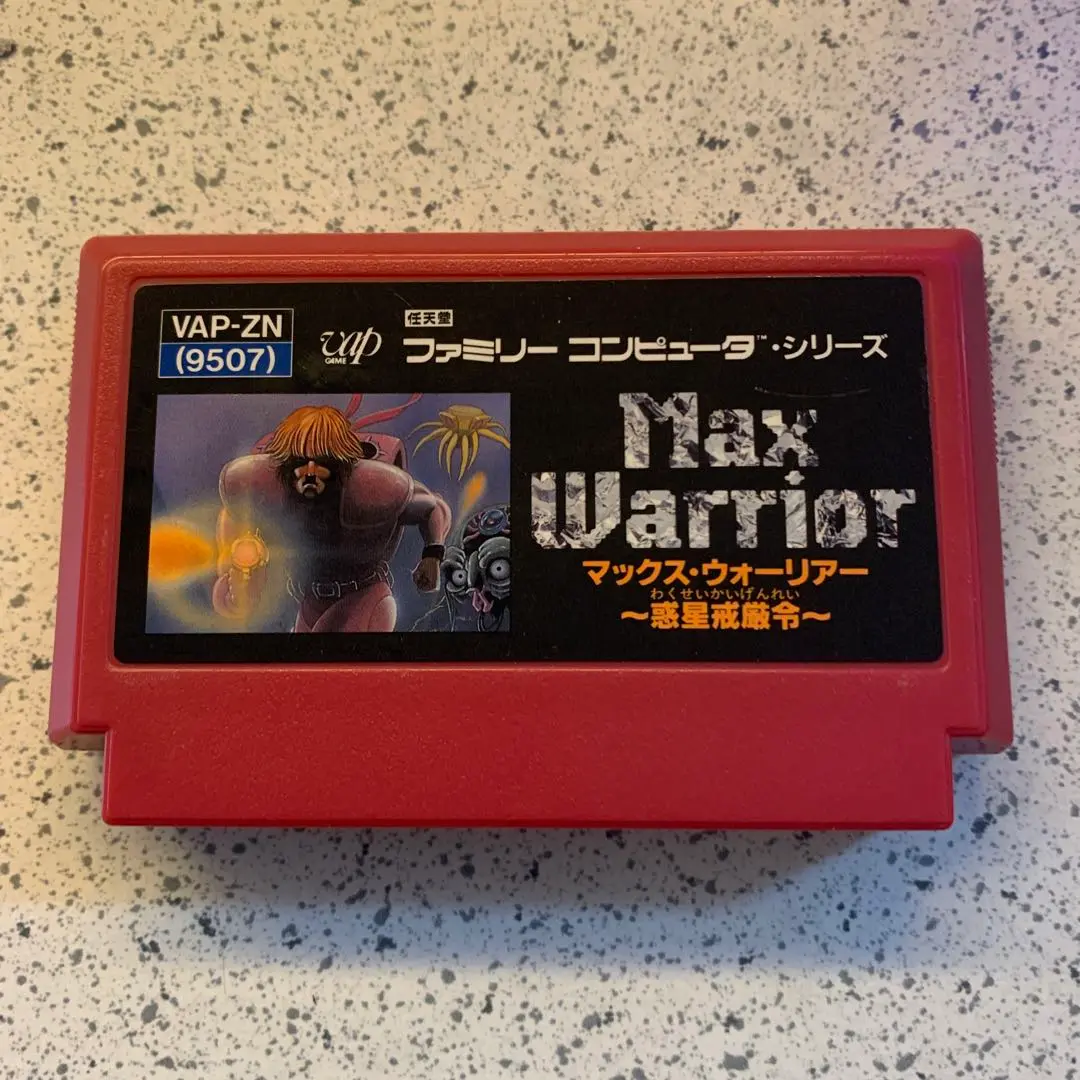 VAP-ZN
(9507)
vap
GAME
任天堂
ファミリー コンピュータ™・シリーズ
Max
Warrior
マックス・ウォーリアー
わくせいかいげんれい
～惑星戒厳令～